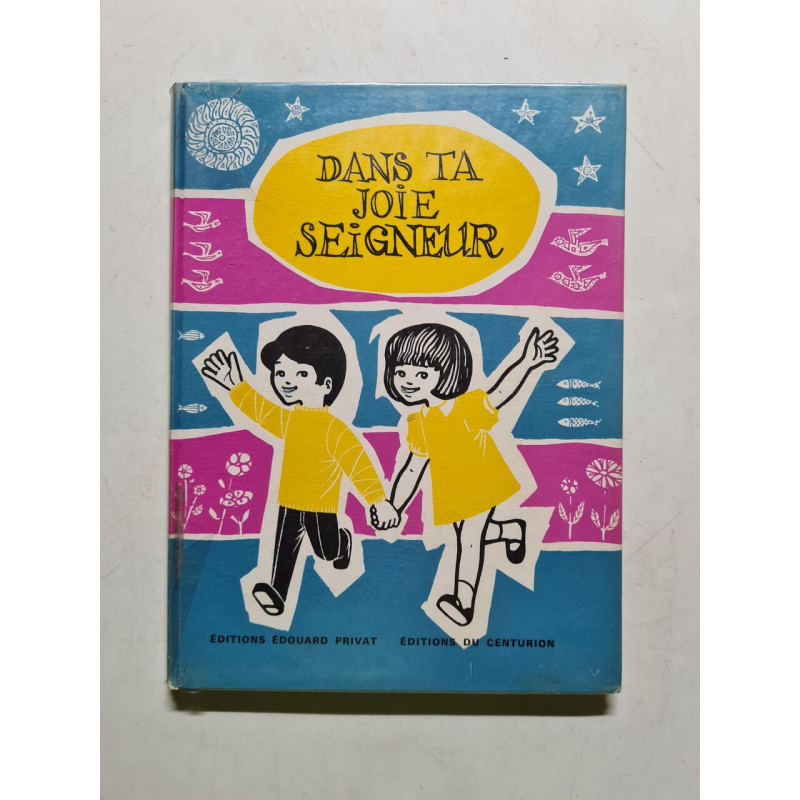 DANS TA
JOiE
SEiGNEUR
ÉDITIONS ÉDOUARD PRIVAT ÉDITIONS DU CENTURION